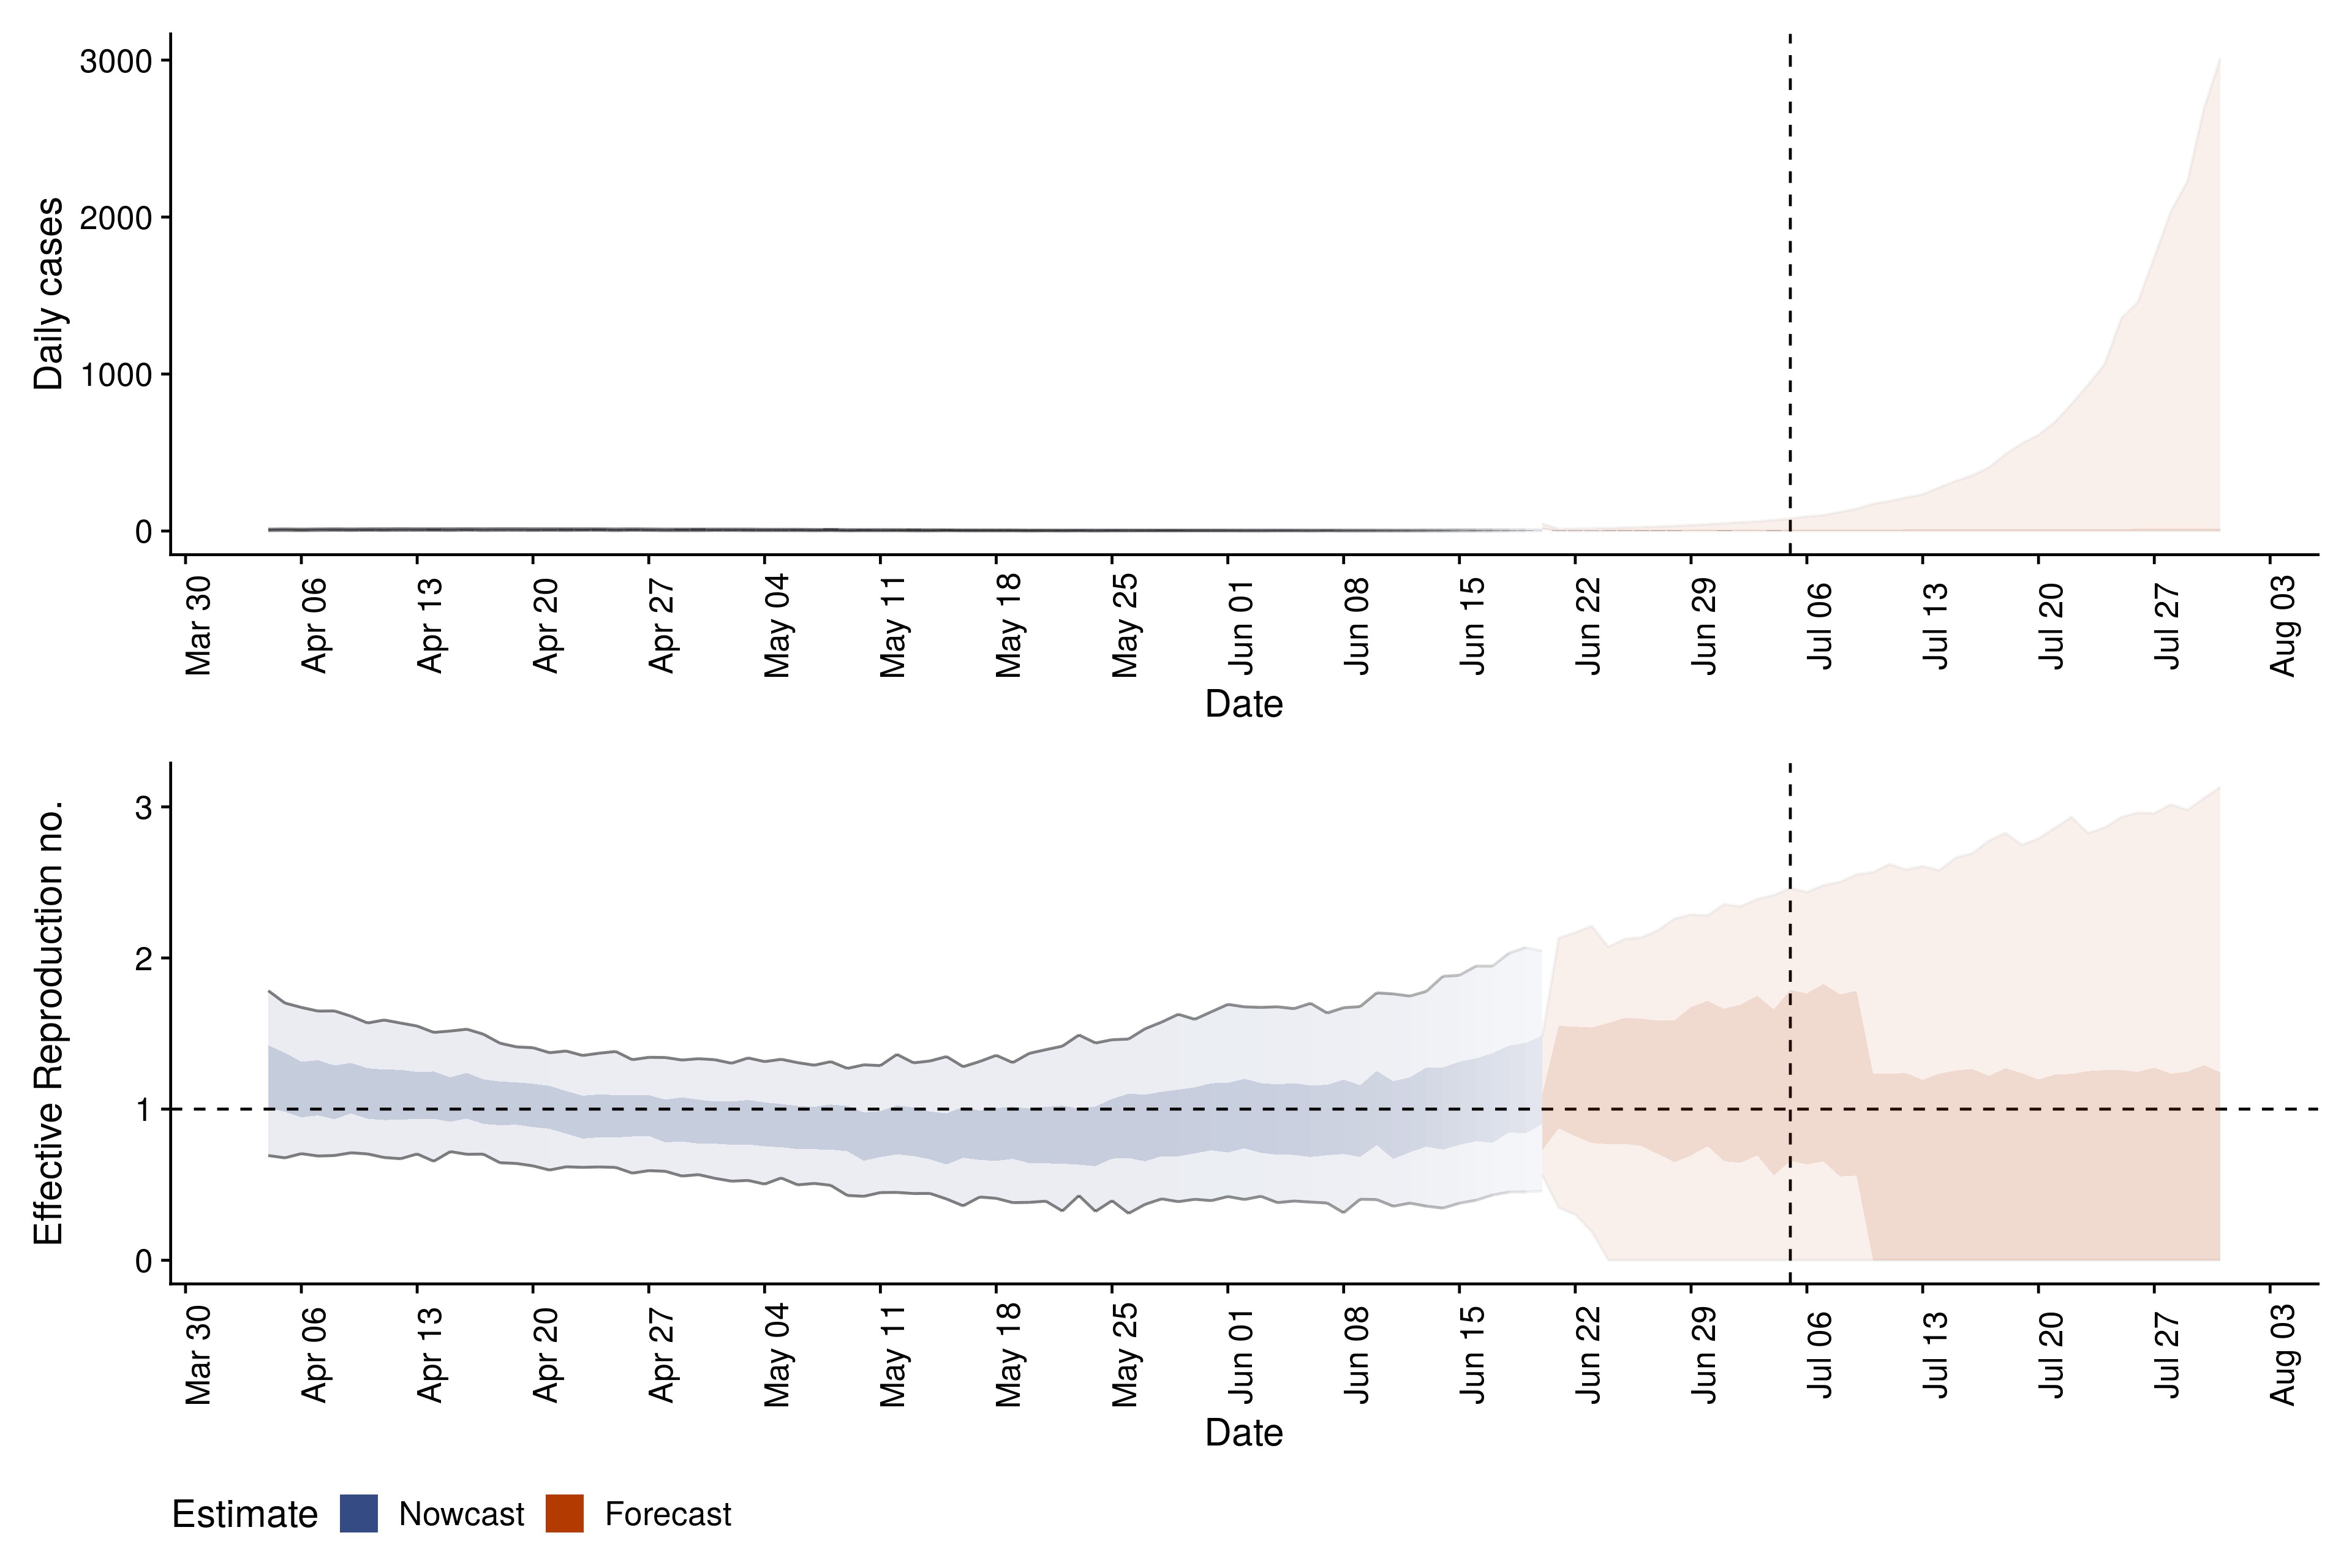 Daily cases
3000
2000
1000
0
Mar 30
Apr 06
Apr 13
Apr 20
Apr 27
May 04
May 11
May 18
May 25
Jun 01
Jun 08
Jun 15
Jun 22
Jun 29
Jul 06
Jul 13
Jul 20
Jul 27
Aug 03
Date
Effective Reproduction no.
3
2
1
0
Mar 30
Apr 06
Apr 13
Apr 20
Apr 27
May 04
May 11
May 18
May 25
Jun 01
Jun 08
Jun 15
Jun 22
Jun 29
Jul 06
Jul 13
Jul 20
Jul 27
Aug 03
Date
Estimate Nowcast Forecast